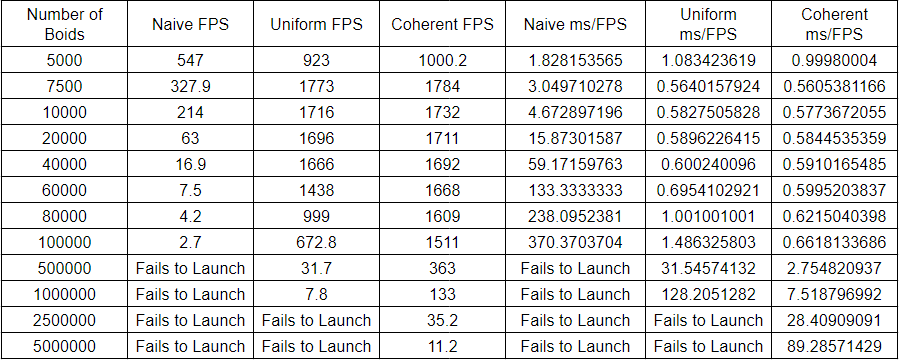 Number of Boids Naive FPS Uniform FPS Coherent FPS Naive ms/FPS Uniform ms/FPS Coherent ms/FPS
5000 547 923 1000.2 1.828153565 1.083423619 0.99980004
7500 327.9 1773 1784 3.049710278 0.5640157924 0.5605381166
10000 214 1716 1732 4.672897196 0.5827505828 0.5773672055
20000 63 1696 1711 15.87301587 0.5896226415 0.5844535359
40000 16.9 1666 1692 59.17159763 0.600240096 0.5910165485
60000 7.5 1438 1668 133.3333333 0.6954102921 0.5995203837
80000 4.2 999 1609 238.0952381 1.001001001 0.6215040398
100000 2.7 672.8 1511 370.3703704 1.486325803 0.6618133686
500000 Fails to Launch 31.7 363 Fails to Launch 31.54574132 2.754820937
1000000 Fails to Launch 7.8 133 Fails to Launch 128.2051282 7.518796992
2500000 Fails to Launch Fails to Launch 35.2 Fails to Launch Fails to Launch 28.40909091
5000000 Fails to Launch Fails to Launch 11.2 Fails to Launch Fails to Launch 89.28571429